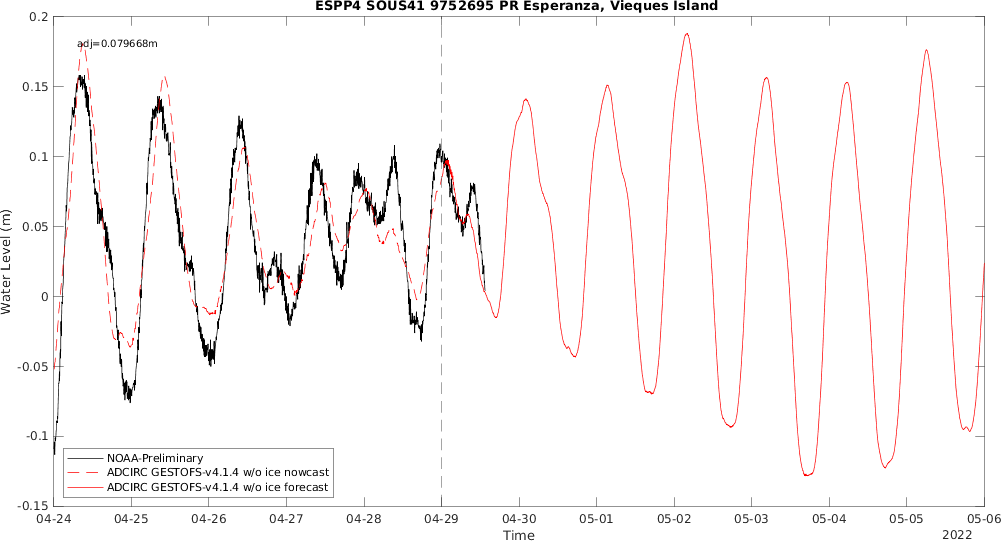 ESPP4 SOUS41 9752695 PR Esperanza, Vieques Island
adj=0.079668m
0.2
0.15
0.1
0.05
0
-0.05
-0.1
-0.15
Water Level (m)
NOAA-Preliminary
ADCIRC GESTOFS-v4.1.4 w/o ice nowcast
ADCIRC GESTOFS-v4.1.4 w/o ice forecast
04-24 04-25 04-26 04-27 04-28 04-29 04-30 05-01 05-02 05-03 05-04 05-05 05-06
Time
2022